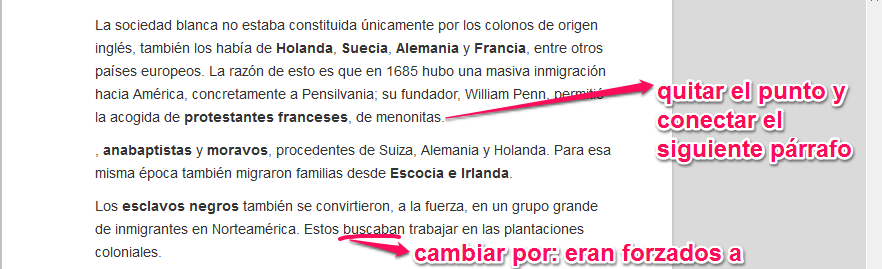 La sociedad blanca no estaba constituida únicamente por los colonos de origen
inglés, también los había de Holanda, Suecia, Alemania y Francia, entre otros
países europeos. La razón de esto es que en 1685 hubo una masiva inmigración
hacia América, concretamente a Pensilvania; su fundador, William Penn, permitió
la acogida de protestantes franceses, de menonitas.
quitar el punto y
conectar el
siguiente párrafo
, anabaptistas y moravos, procedentes de Suiza, Alemania y Holanda. Para esa
misma época también migraron familias desde Escocia e Irlanda.
Los esclavos negros también se convirtieron, a la fuerza, en un grupo grande
de inmigrantes en Norteamérica. Estos buscaban trabajar en las plantaciones
coloniales.
cambiar por: eran forzados a